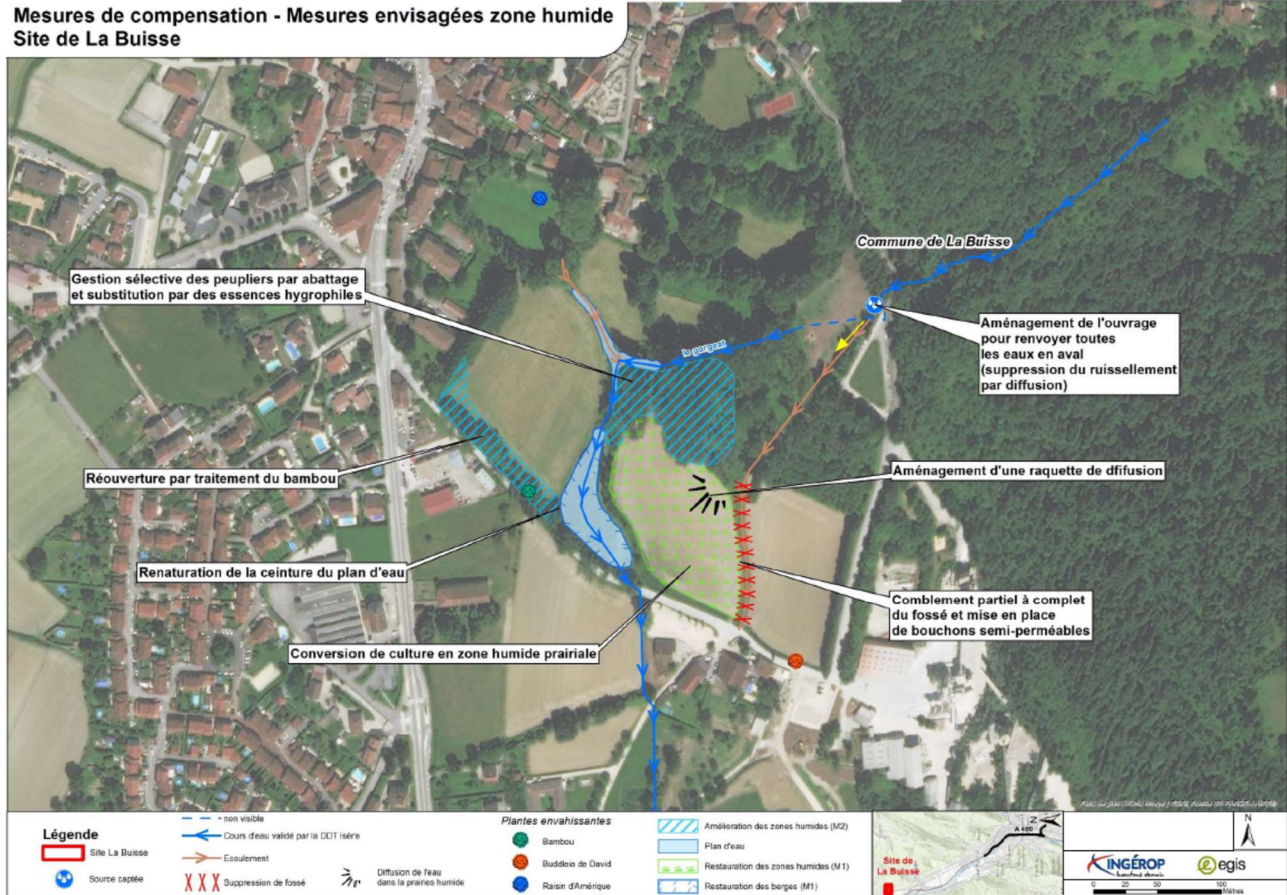 Mesures de compensation - Mesures envisagées zone humide
Site de La Buisse
Commune de La Buisse
Gestion sélective des peupliers par abattage
et substitution par des essences hygrophiles
le gorgeat
Aménagement de l'ouvrage
pour renvoyer toutes
les eaux en aval
(suppression du ruissellement
par diffusion)
Réouverture par traitement du bambou
Aménagement d'une raquette de dfifusion
Renaturation de la ceinture du plan d'eau
Comblement partiel à complet
du fossé et mise en place
de bouchons semi-perméables
Conversion de culture en zone humide prairiale
Légende
Site La Buisse
Source captée
non visible
Cours d'eau validé par la DDT Isère
Ecoulement
Suppression de fossé
Diffusion de l'eau
dans la prairies humide
Plantes envahissantes
Bambou
Buddleia de David
Raisin d'Amérique
Amélioration des zones humides (M2)
Plan d'eau
Restauration des zones humides (M1)
Restauration des berges (M1)
A 480
Site de
La Buisse
N
INGÉROP
egis
0 25 50 100
Mètres